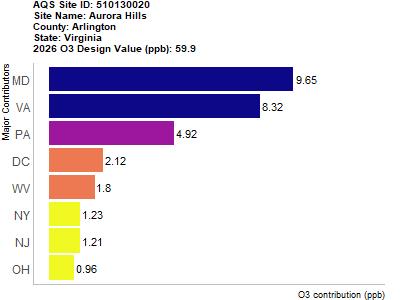 AQS Site ID: 510130020
Site Name: Aurora Hills
County: Arlington
State: Virginia
2026 O3 Design Value (ppb): 59.9
Major Contributors
MD 9.65
VA 8.32
PA 4.92
DC 2.12
WV 1.8
NY 1.23
NJ 1.21
OH 0.96
O3 contribution (ppb)